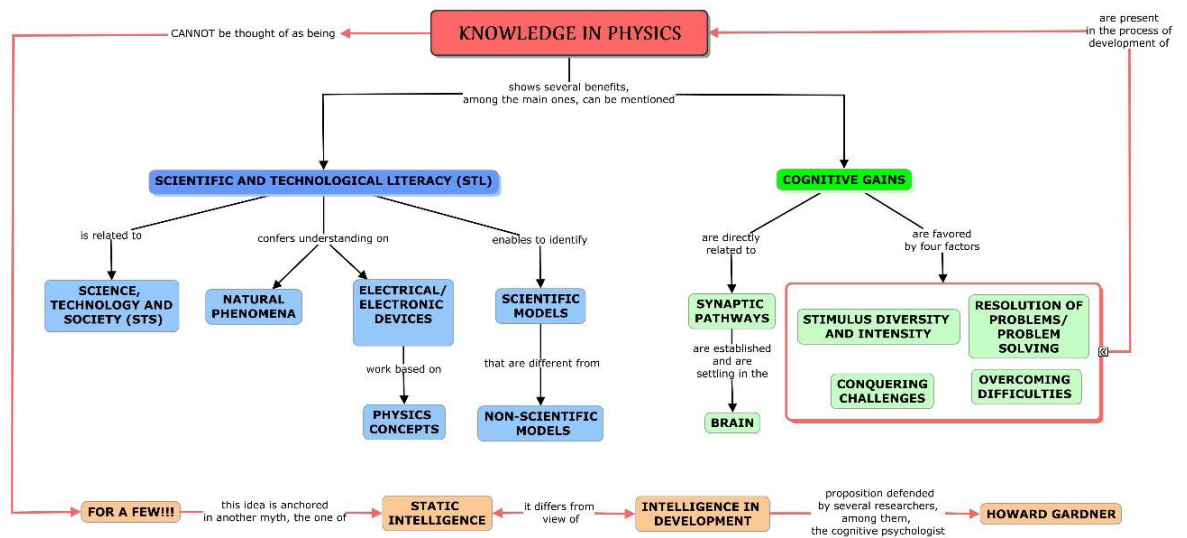 KNOWLEDGE IN PHYSICS
CANNOT be thought of as being
are present
in the process of
development of
shows several benefits,
among the main ones, can be mentioned
SCIENTIFIC AND TECHNOLOGICAL LITERACY (STL)
COGNITIVE GAINS
is related to
confers understanding on
enables to identify
are directly
related to
are favored
by four factors
SCIENCE,
TECHNOLOGY AND
SOCIETY (STS)
NATURAL
PHENOMENA
ELECTRICAL/
ELECTRONIC
DEVICES
SCIENTIFIC
MODELS
SYNAPTIC
PATHWAYS
STIMULUS DIVERSITY
AND INTENSITY
RESOLUTION OF
PROBLEMS/
PROBLEM
SOLVING
work based on
that are different from
are established
and are
settling in the
CONQUERING
CHALLENGES
OVERCOMING
DIFFICULTIES
PHYSICS
CONCEPTS
NON-SCIENTIFIC
MODELS
BRAIN
FOR A FEW!!!
this idea is anchored
in another myth, the one of
STATIC
INTELLIGENCE
it differs from
view of
INTELLIGENCE IN
DEVELOPMENT
proposition defended
by several researchers,
among them,
the cognitive psychologist
HOWARD GARDNER